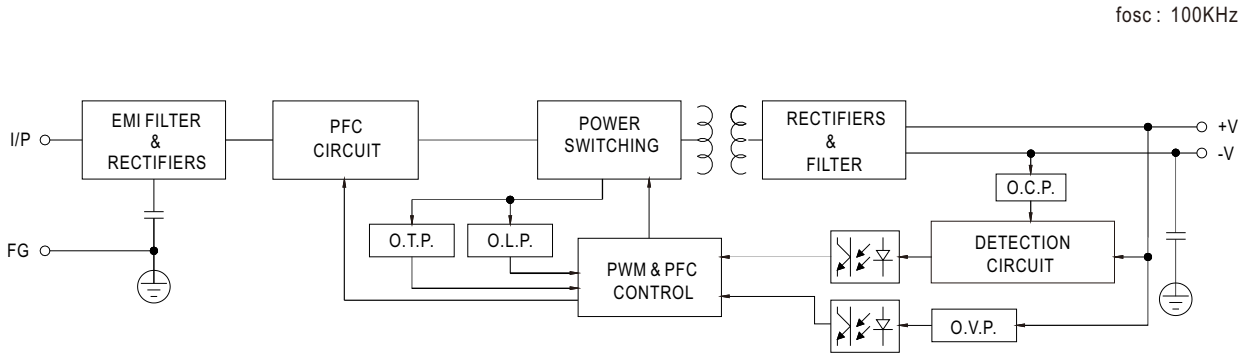 fosc : 100KHz
I/P
EMI FILTER
&
RECTIFIERS
PFC
CIRCUIT
POWER
SWITCHING
RECTIFIERS
&
FILTER
+V
-V
O.C.P.
FG
O.T.P.
O.L.P.
PWM & PFC
CONTROL
DETECTION
CIRCUIT
O.V.P.